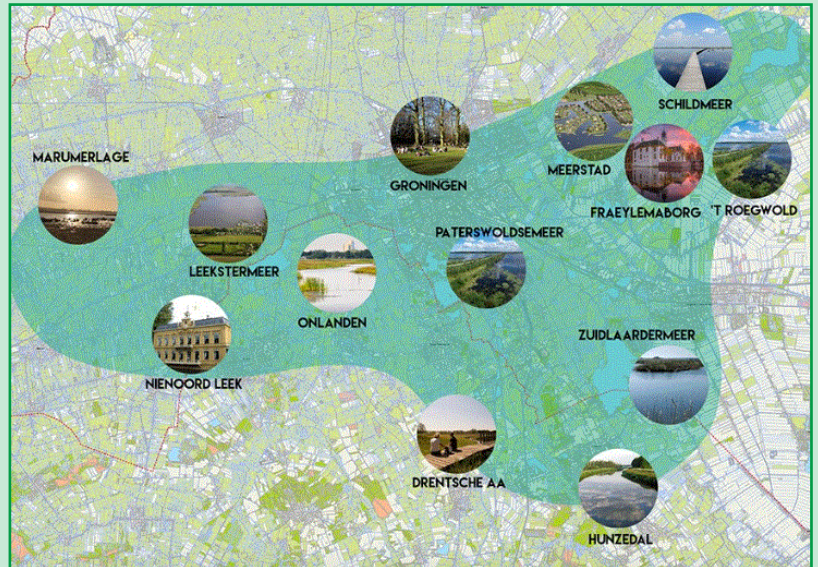 SCHILDMEER
MARUMERLAGE
MEERSTAD
GRONINGEN
FRAEYLEMABORG
'T ROEGWOLD
PATERSWOLDSEMEER
LEEKSTERMEER
ONLANDEN
ZUIDLAARDERMEER
NIENOORD LEEK
DRENTSCHE AA
HUNZEDAL